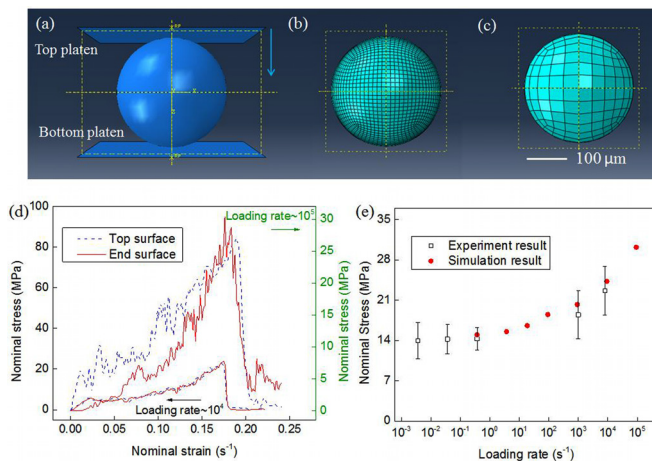 (a)
Top platen
Bottom platen
(b)
(c)
100 μm
(d)
Loading rate~10⁵
Top surface
End surface
Loading rate~10⁴
Nominal stress (MPa)
100
80
60
40
20
0
Nominal stress (MPa)
30
25
20
15
10
5
0
0.00 0.05 0.10 0.15 0.20 0.25
Nominal strain (s⁻¹)
(e)
Experiment result
Simulation result
Nominal Stress (MPa)
35
28
21
14
7
0
10⁻³ 10⁻² 10⁻¹ 10⁰ 10¹ 10² 10³ 10⁴ 10⁵
Loading rate (s⁻¹)